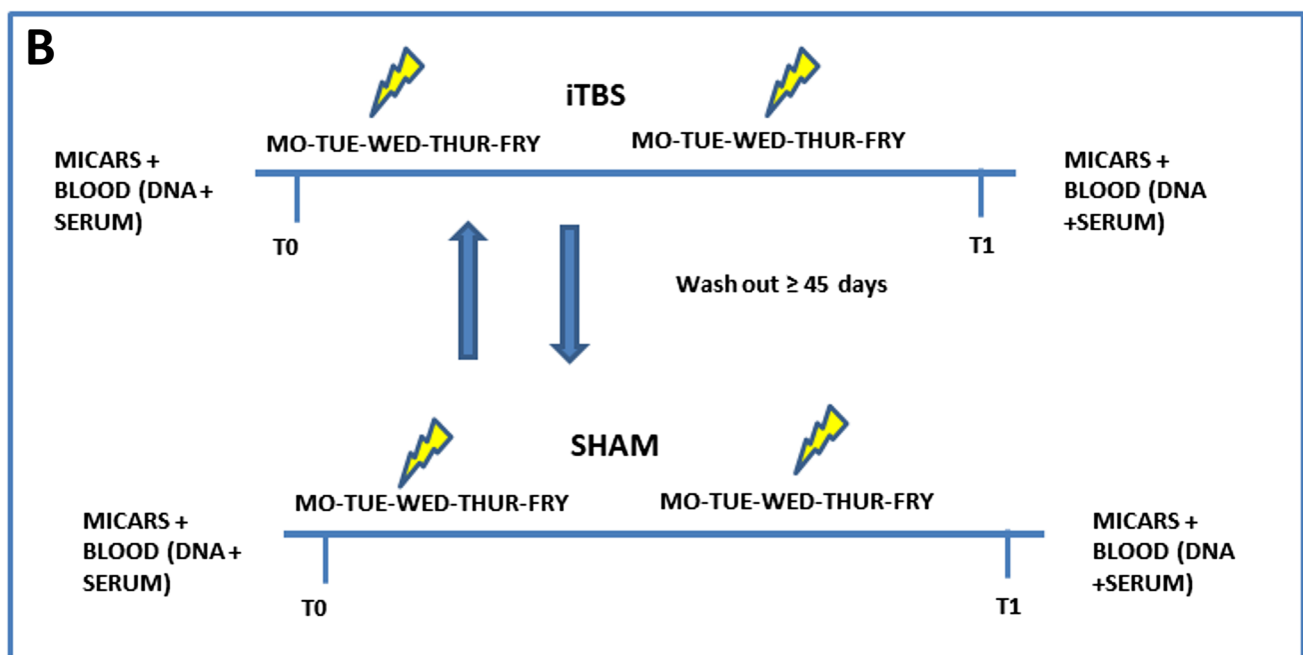 B
iTBS
MO-TUE-WED-THUR-FRY
MO-TUE-WED-THUR-FRY
MICARS +
BLOOD (DNA +
SERUM)
MICARS +
BLOOD (DNA
+SERUM)
T0
T1
Wash out ≥ 45 days
SHAM
MO-TUE-WED-THUR-FRY
MO-TUE-WED-THUR-FRY
MICARS +
BLOOD (DNA +
SERUM)
MICARS +
BLOOD (DNA
+SERUM)
T0
T1